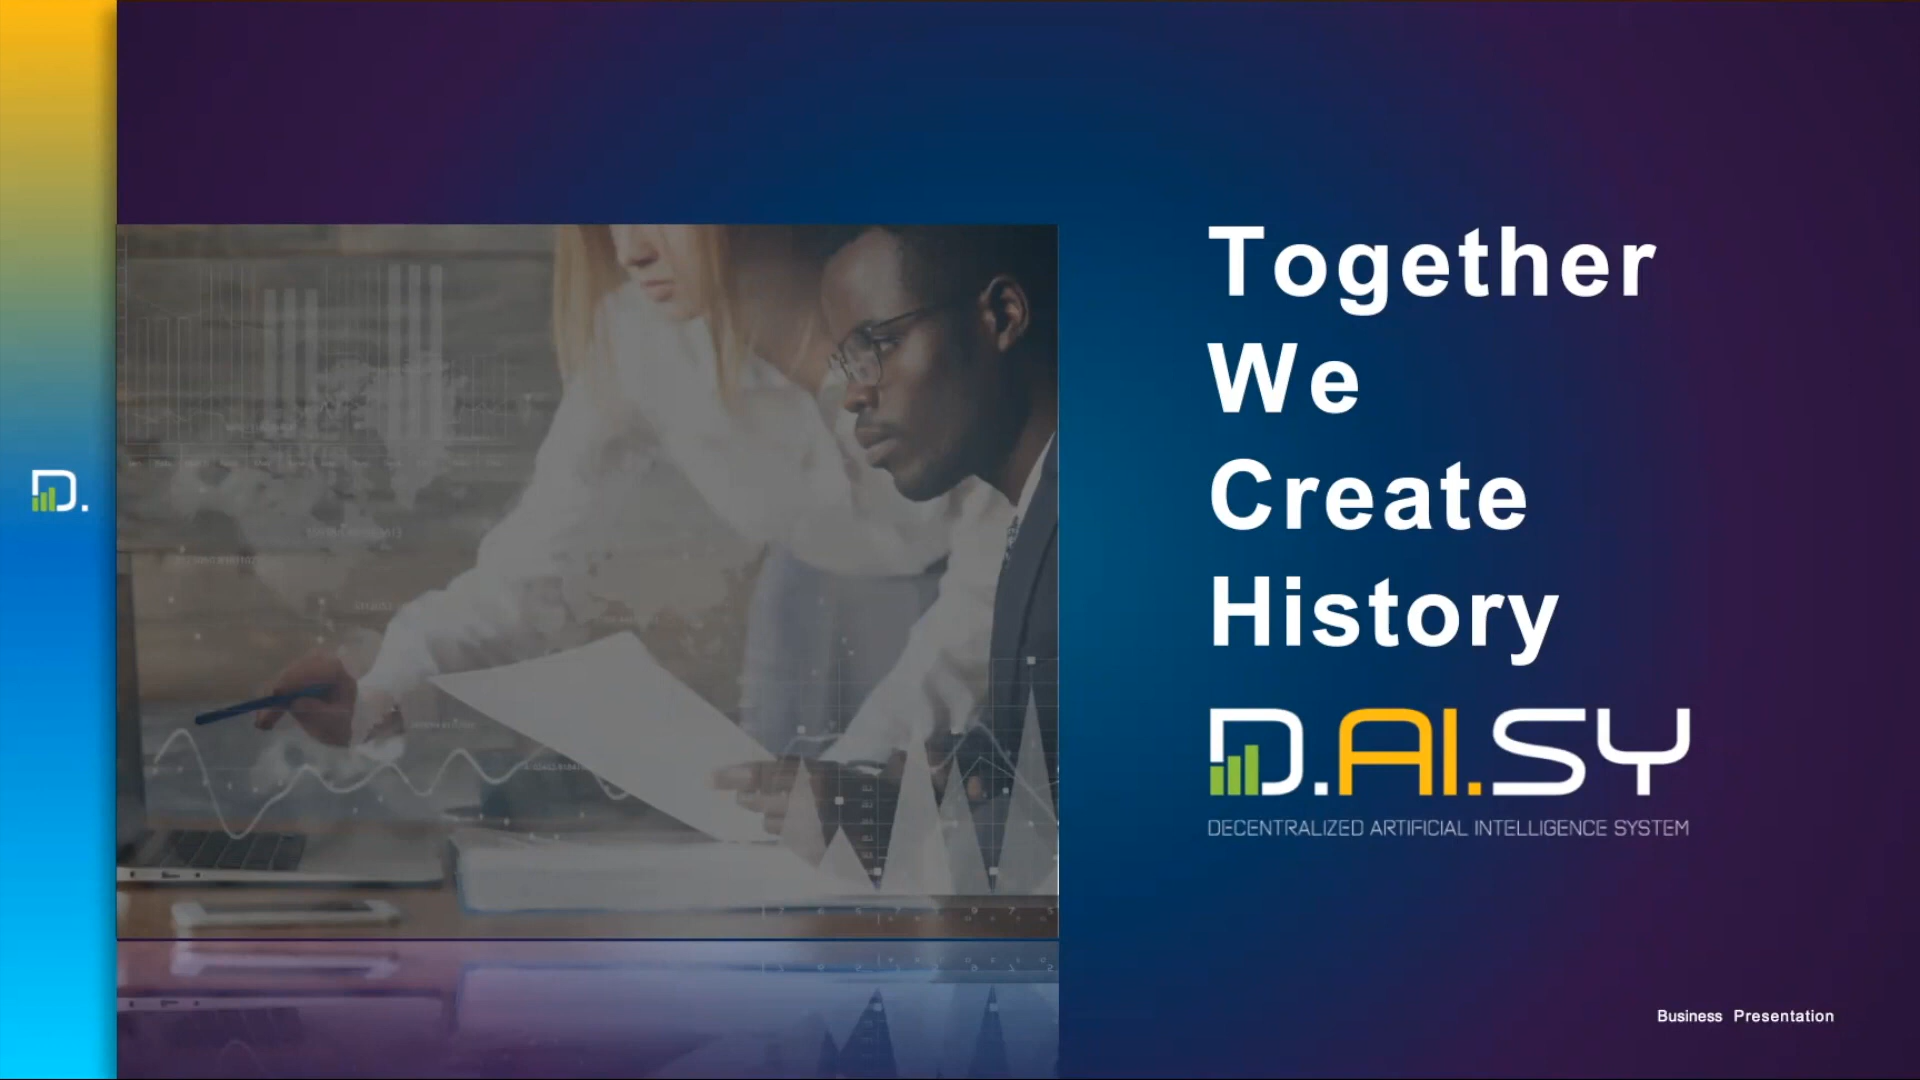 D.
Together
We
Create
History
D.AI.SY
DECENTRALIZED ARTIFICIAL INTELLIGENCE SYSTEM
Business Presentation